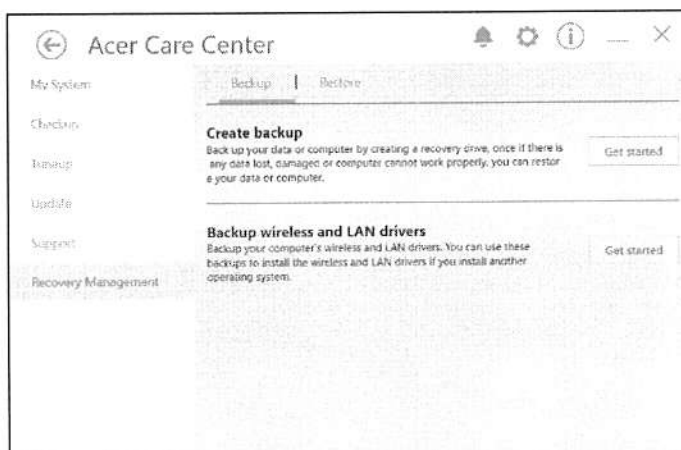 Acer Care Center
My System
Backup | Restore
Checkup
Create backup
Back up your data or computer by creating a recovery drive, once if there is
any data lost, damaged or computer cannot work properly, you can restor
e your data or computer.
Get started
Tuneup
Update
Support
Backup wireless and LAN drivers
Backup your computer's wireless and LAN drivers. You can use these
backups to install the wireless and LAN drivers if you install another
operating system.
Get started
Recovery Management